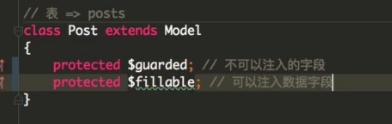 // 表 => posts
class Post extends Model
{
protected $guarded; // 不可以注入的字段
protected $fillable; // 可以注入数据字段
}